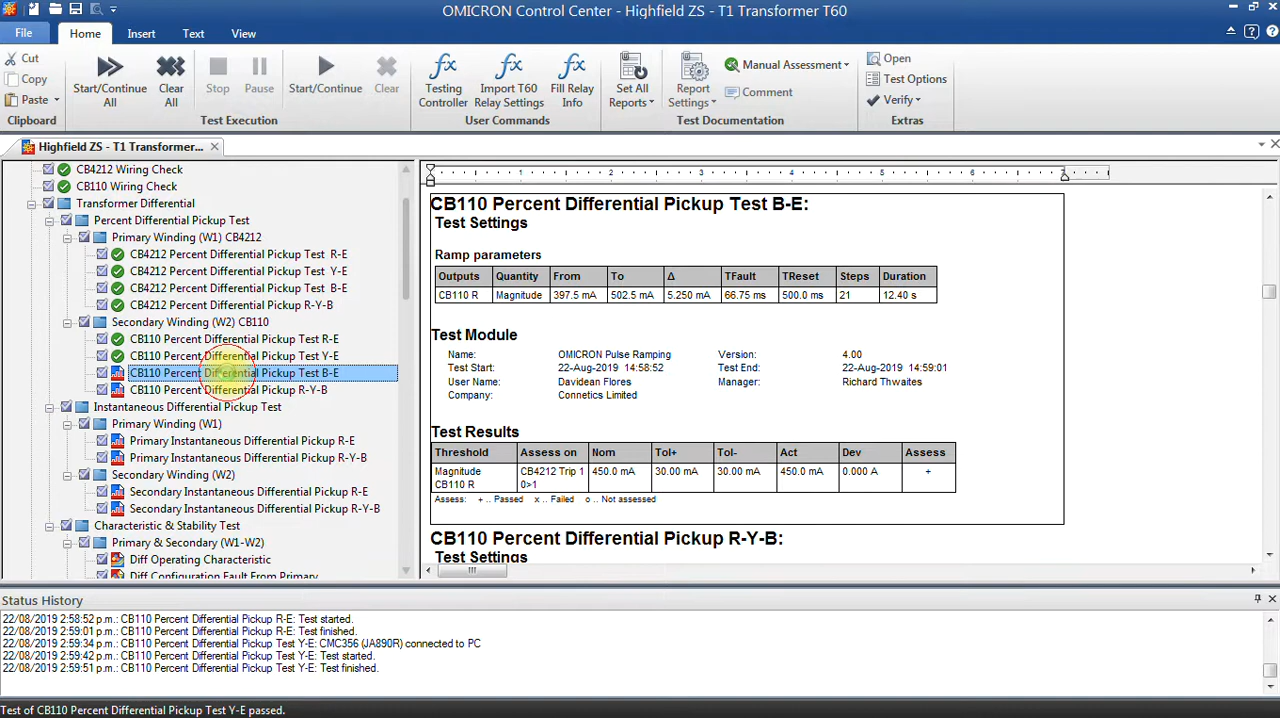 OMICRON Control Center - Highfield ZS - T1 Transformer T60
File Home Insert Text View
Cut
Copy
Paste
Clipboard
Start/Continue All
Clear All
Stop
Pause
Start/Continue
Clear
Test Execution
Testing Controller
Import T60 Relay Settings
Fill Relay Info
User Commands
Set All Reports
Report Settings
Manual Assessment
Comment
Test Documentation
Open
Test Options
Verify
Extras
Highfield ZS - T1 Transformer...
CB4212 Wiring Check
CB110 Wiring Check
Transformer Differential
Percent Differential Pickup Test
Primary Winding (W1) CB4212
CB4212 Percent Differential Pickup Test R-E
CB4212 Percent Differential Pickup Test Y-E
CB4212 Percent Differential Pickup Test B-E
CB4212 Percent Differential Pickup R-Y-B
Secondary Winding (W2) CB110
CB110 Percent Differential Pickup Test R-E
CB110 Percent Differential Pickup Test Y-E
CB110 Percent Differential Pickup Test B-E
CB110 Percent Differential Pickup R-Y-B
Instantaneous Differential Pickup Test
Primary Winding (W1)
Primary Instantaneous Differential Pickup R-E
Primary Instantaneous Differential Pickup R-Y-B
Secondary Winding (W2)
Secondary Instantaneous Differential Pickup R-E
Secondary Instantaneous Differential Pickup R-Y-B
Characteristic & Stability Test
Primary & Secondary (W1-W2)
Diff Operating Characteristic
Diff Configuration Fault From Primary
1 2 3 4 5 6
CB110 Percent Differential Pickup Test B-E:
Test Settings
Ramp parameters
Outputs Quantity From To Δ TFault TReset Steps Duration
CB110 R Magnitude 397.5 mA 502.5 mA 5.250 mA 66.75 ms 500.0 ms 21 12.40 s
Test Module
Name: OMICRON Pulse Ramping Version: 4.00
Test Start: 22-Aug-2019 14:58:52 Test End: 22-Aug-2019 14:59:01
User Name: Davidean Flores Manager: Richard Thwaites
Company: Connetics Limited
Test Results
Threshold Assess on Nom Tol+ Tol- Act Dev Assess
Magnitude CB4212 Trip 1 450.0 mA 30.00 mA 30.00 mA 450.0 mA 0.000 A +
CB110 R 0>1
Assess: + .. Passed x .. Failed o .. Not assessed
CB110 Percent Differential Pickup R-Y-B:
Test Settings
Status History
22/08/2019 2:58:52 p.m.: CB110 Percent Differential Pickup R-E: Test started.
22/08/2019 2:59:01 p.m.: CB110 Percent Differential Pickup R-E: Test finished.
22/08/2019 2:59:34 p.m.: CB110 Percent Differential Pickup Test Y-E: CMC356 (JA890R) connected to PC
22/08/2019 2:59:42 p.m.: CB110 Percent Differential Pickup Test Y-E: Test started.
22/08/2019 2:59:51 p.m.: CB110 Percent Differential Pickup Test Y-E: Test finished.
Test of CB110 Percent Differential Pickup Test Y-E passed.